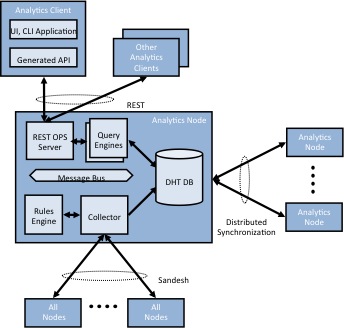 Analytics Client
UI, CLI Application
Generated API
Other
Analytics
Clients
REST
Analytics Node
REST OPS
Server
Query
Engines
Message Bus
DHT DB
Rules
Engine
Collector
Analytics
Node
Analytics
Node
Distributed
Synchronization
Sandesh
All
Nodes
All
Nodes